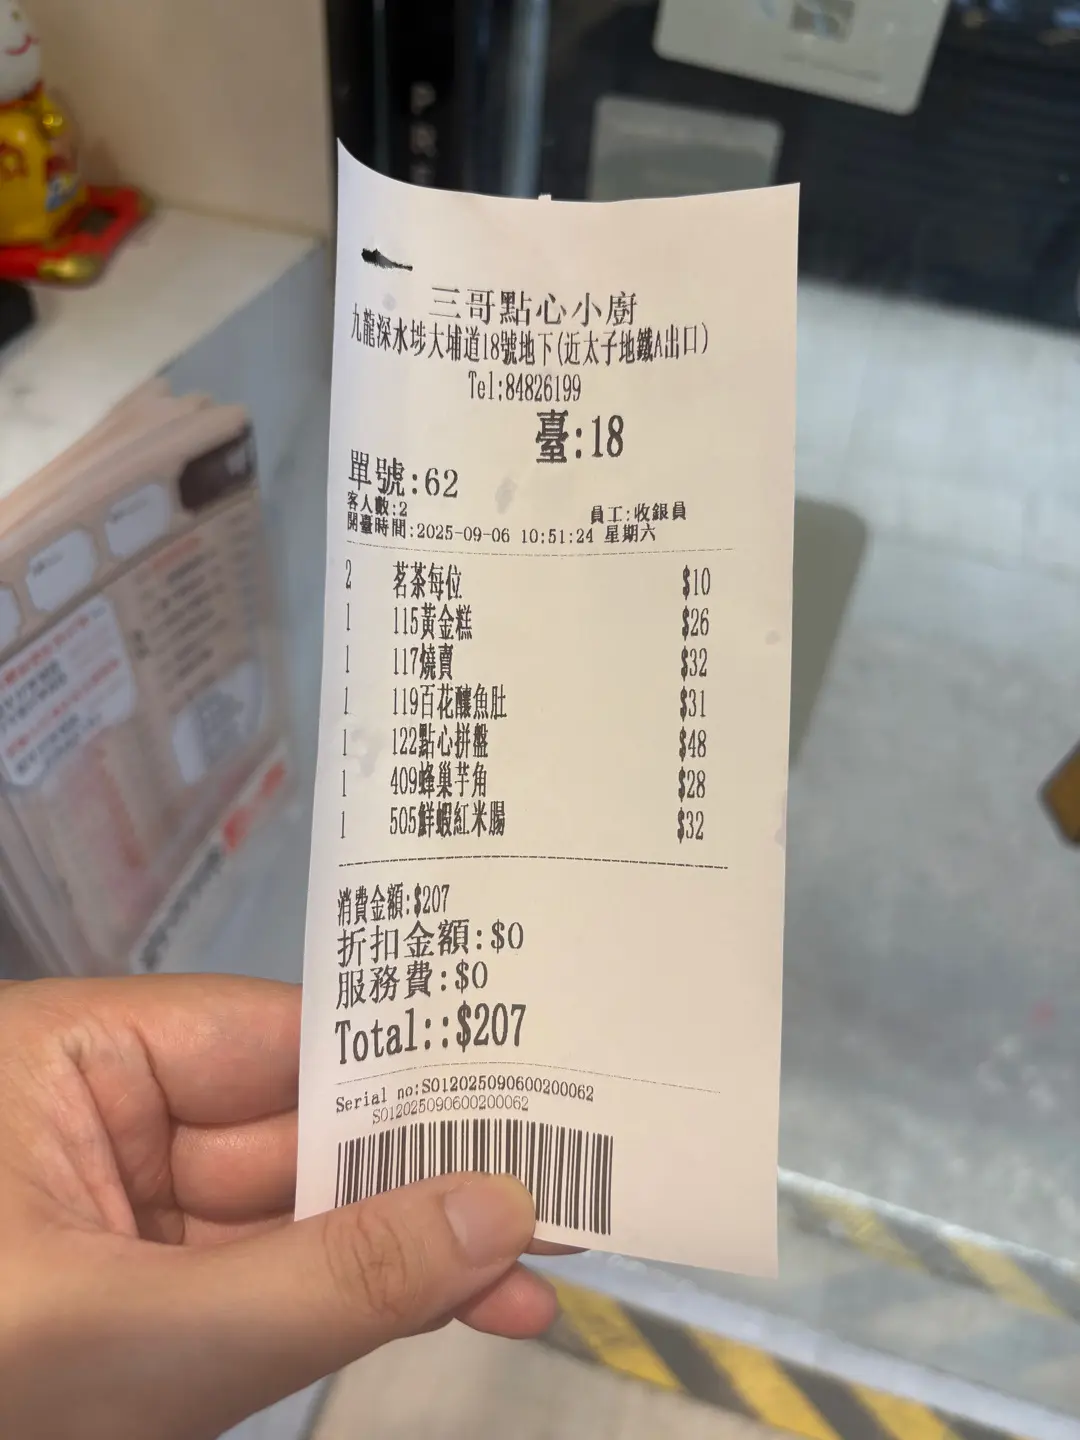 三哥點心小廚
九龍深水埗大埔道18號地下(近太子地鐵A出口)
Tel:84826199
臺:18
單號:62
客人數:2 員工:收銀員
開臺時間:2025-09-06 10:51:24 星期六
2 茗茶每位 $10
1 115黃金糕 $26
1 117燒賣 $32
1 119百花釀魚肚 $31
1 122點心拼盤 $48
1 409蜂巢芋角 $28
1 505鮮蝦紅米腸 $32
消費金額:$207
折扣金額:$0
服務費:$0
Total::$207
Serial no:S012025090600200062
S012025090600200062